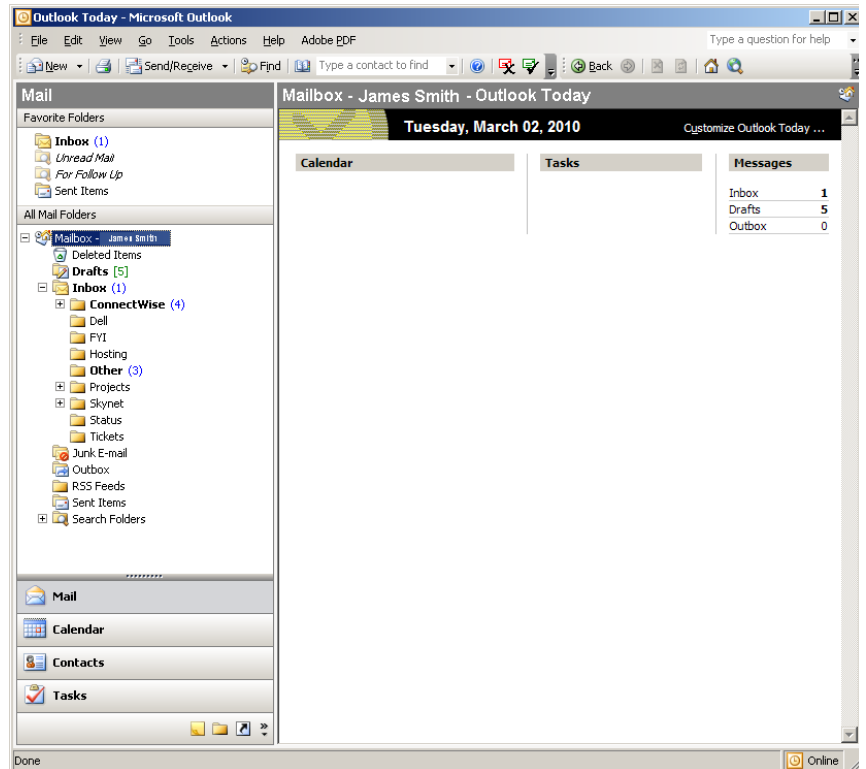 Outlook Today - Microsoft Outlook
File Edit View Go Tools Actions Help Adobe PDF Type a question for help
New Send/Receive Find Type a contact to find Back
Mail
Favorite Folders
Inbox (1)
Unread Mail
For Follow Up
Sent Items
All Mail Folders
Mailbox - James Smith
Deleted Items
Drafts [5]
Inbox (1)
ConnectWise (4)
Dell
FYI
Hosting
Other (3)
Projects
Skynet
Status
Tickets
Junk E-mail
Outbox
RSS Feeds
Sent Items
Search Folders
Mail
Calendar
Contacts
Tasks
Mailbox - James Smith - Outlook Today
Tuesday, March 02, 2010 Customize Outlook Today ...
Calendar Tasks Messages
Inbox 1
Drafts 5
Outbox 0
Done Online